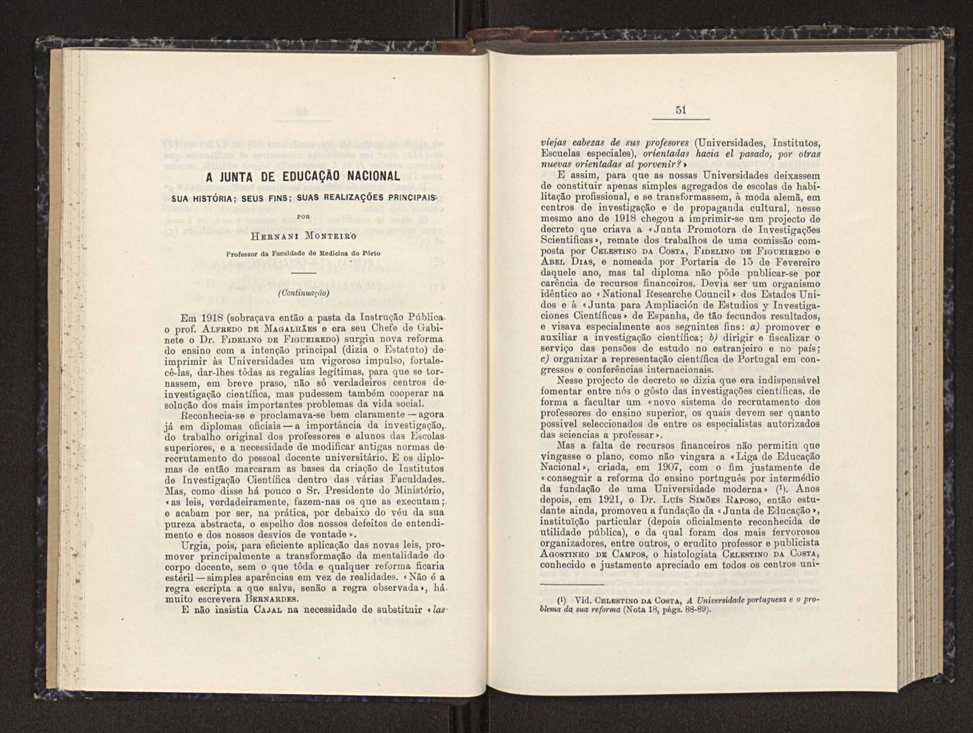 A JUNTA DE EDUCAÇÃO NACIONAL
SUA HISTÓRIA; SEUS FINS; SUAS REALIZAÇÕES PRINCIPAIS
POR
HERNANI MONTEIRO
Professor da Faculdade de Medicina do Pôrto
(Continuação)
Em 1918 (sobraçava então a pasta da Instrução Pública
o prof. ALFREDO DE MAGALHÃES e era seu Chefe de Gabi-
nete o Dr. FIDELINO DE FIGUEIREDO) surgiu nova reforma
do ensino com a intenção principal (dizia o Estatuto) de
imprimir às Universidades um vigoroso impulso, fortale-
cê-las, dar-lhes tôdas as regalias legítimas, para que se tor-
nassem, em breve praso, não só verdadeiros centros de
investigação científica, mas pudessem também cooperar na
solução dos mais importantes problemas da vida social.
Reconhecia-se e proclamava-se bem claramente — agora
já em diplomas oficiais — a importância da investigação,
do trabalho original dos professores e alunos das Escolas
superiores, e a necessidade de modificar antigas normas de
recrutamento do pessoal docente universitário. E os diplo-
mas de então marcaram as bases da criação de Institutos
de Investigação Científica dentro das várias Faculdades.
Mas, como disse há pouco o Sr. Presidente do Ministério,
«as leis, verdadeiramente, fazem-nas os que as executam;
e acabam por ser, na prática, por debaixo do véu da sua
pureza abstracta, o espelho dos nossos defeitos de entendi-
mento e dos nossos desvios de vontade».
Urgia, pois, para eficiente aplicação das novas leis, pro-
mover principalmente a transformação da mentalidade do
corpo docente, sem o que tôda e qualquer reforma ficaria
estéril — simples aparências em vez de realidades. «Não é a
regra escripta a que salva, senão a regra observada», há
muito escrevera BERNARDES.
E não insistia CAJAL na necessidade de substituir «las
51
viejas cabezas de sus profesores (Universidades, Institutos,
Escuelas especiales), orientadas hacia el pasado, por otras
nuevas orientadas al porvenir?»
E assim, para que as nossas Universidades deixassem
de constituir apenas simples agregados de escolas de habi-
litação profissional, e se transformassem, à moda alemã, em
centros de investigação e de propaganda cultural, nesse
mesmo ano de 1918 chegou a imprimir-se um projecto de
decreto que criava a «Junta Promotora de Investigações
Scientíficas», remate dos trabalhos de uma comissão com-
posta por CELESTINO DA COSTA, FIDELINO DE FIGUEIREDO e
ABEL DIAS, e nomeada por Portaria de 15 de Fevereiro
daquele ano, mas tal diploma não pôde publicar-se por
carência de recursos financeiros. Devia ser um organismo
idêntico ao «National Researche Council» dos Estados Uni-
dos e à «Junta para Ampliación de Estudios y Investiga-
ciones Científicas» de Espanha, de tão fecundos resultados,
e visava especialmente aos seguintes fins: a) promover e
auxiliar a investigação científica; b) dirigir e fiscalizar o
serviço das pensões de estudo no estranjeiro e no país;
c) organizar a representação científica de Portugal em con-
gressos e conferências internacionais.
Nesse projecto de decreto se dizia que era indispensável
fomentar entre nós o gôsto das investigações científicas, de
forma a facultar um «novo sistema de recrutamento dos
professores do ensino superior, os quais devem ser quanto
possível seleccionados de entre os especialistas autorizados
das sciencias a professar».
Mas a falta de recursos financeiros não permitiu que
vingasse o plano, como não vingara a «Liga de Educação
Nacional», criada, em 1907, com o fim justamente de
«conseguir a reforma do ensino português por intermédio
da fundação de uma Universidade moderna» (¹). Anos
depois, em 1921, o Dr. LUÍS SIMÕES RAPOSO, então estu-
dante ainda, promoveu a fundação da «Junta de Educação»,
instituïção particular (depois oficialmente reconhecida de
utilidade pública), e da qual foram dos mais fervorosos
organizadores, entre outros, o erudito professor e publicista
AGOSTINHO DE CAMPOS, o histologista CELESTINO DA COSTA,
conhecido e justamente apreciado em todos os centros uni-
(¹) Vid. CELESTINO DA COSTA, A Universidade portuguesa e o pro-
blema da sua reforma (Nota 18, págs. 88-89).